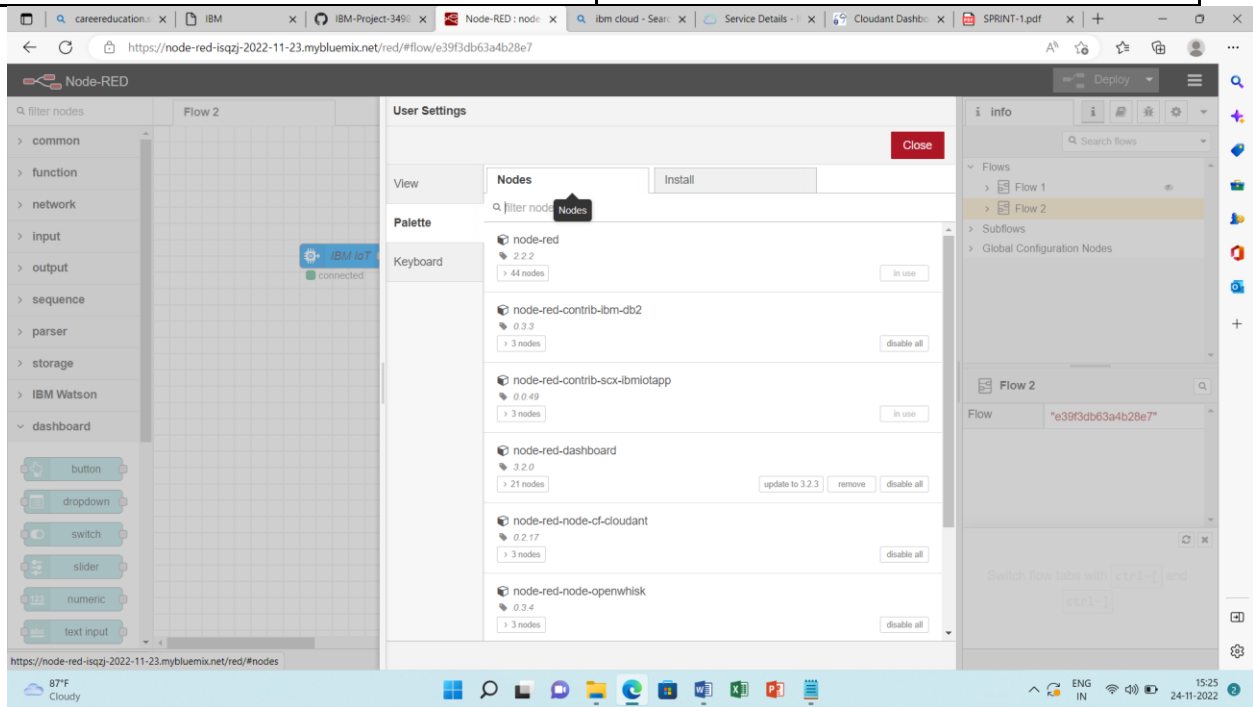 careereducation.s
IBM
IBM-Project-3498
Node-RED : node
ibm cloud - Searc
Service Details - I
Cloudant Dashbo
SPRINT-1.pdf
https://node-red-isqzj-2022-11-23.mybluemix.net/red/#flow/e39f3db63a4b28e7
Node-RED
Deploy
filter nodes
common
function
network
input
output
sequence
parser
storage
IBM Watson
dashboard
button
dropdown
switch
slider
numeric
text input
Flow 2
IBM IoT
connected
User Settings
Close
View
Palette
Keyboard
Nodes
Install
filter node
Nodes
node-red
2.2.2
> 44 nodes
in use
node-red-contrib-ibm-db2
0.3.3
> 3 nodes
disable all
node-red-contrib-scx-ibmiotapp
0.0.49
> 3 nodes
in use
node-red-dashboard
3.2.0
> 21 nodes
update to 3.2.3
remove
disable all
node-red-node-cf-cloudant
0.2.17
> 3 nodes
disable all
node-red-node-openwhisk
0.3.4
> 3 nodes
disable all
i info
Search flows
Flows
Flow 1
Flow 2
Subflows
Global Configuration Nodes
Flow 2
Flow "e39f3db63a4b28e7"
Switch flow tabs with ctrl-[ and
ctrl-]
https://node-red-isqzj-2022-11-23.mybluemix.net/red/#nodes
87°F
Cloudy
ENG
IN
15:25
24-11-2022
2